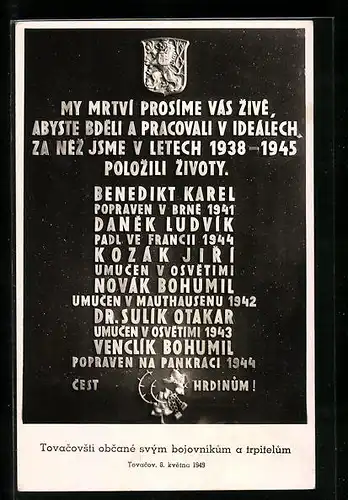 MY MRTVÍ PROSÍME VÁS ŽIVÉ,
ABYSTE BDĚLI A PRACOVALI V IDEÁLECH,
ZA NĚŽ JSME V LETECH 1938-1945
POLOŽILI ŽIVOTY.
BENEDIKT KAREL
POPRAVEN V BRNĚ 1941
DANĚK LUDVÍK
PADL VE FRANCII 1944
KOZÁK JIŘÍ
UMUČEN V OSVĚTIMI
NOVÁK BOHUMIL
UMUČEN V MAUTHAUSENU 1942
DR. SULÍK OTAKAR
UMUČEN V OSVĚTIMI 1943
VENCLÍK BOHUMIL
POPRAVEN NA PANKRÁCI 1944
ČEST HRDINŮM!
Tovačovští občané svým bojovníkům a trpitelům
Tovačov, 8. května 1949